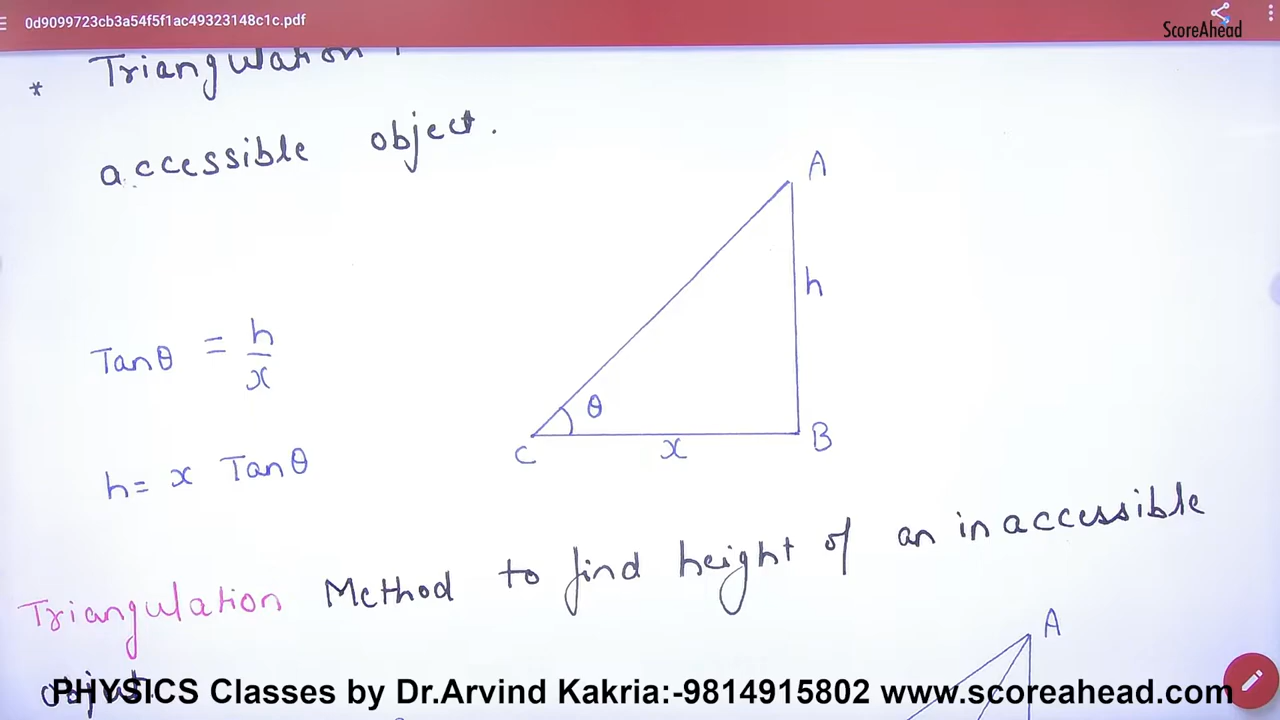 0d9099723cb3a54f5f1ac49323148c1c.pdf
ScoreAhead
* Triangulation
accessible object.
A
h
Tanθ = h/x
θ
C x B
h= x Tanθ
Triangulation Method to find height of an inaccessible
A
PHYSICS Classes by Dr.Arvind Kakria:-9814915802 www.scoreahead.com